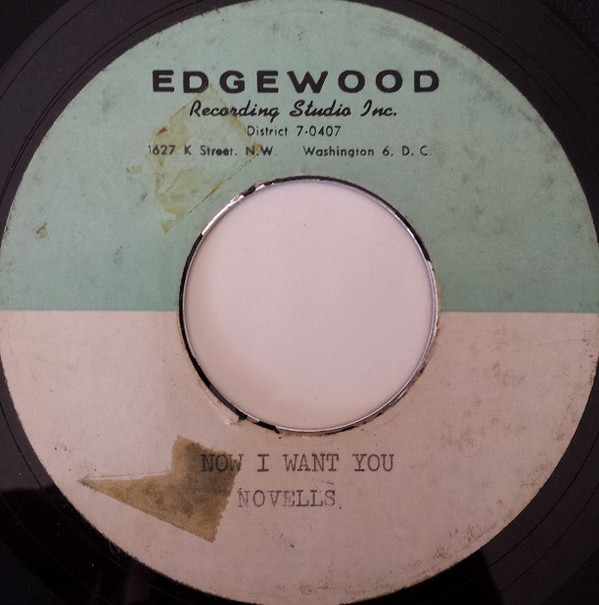 EDGEWOOD
Recording Studio Inc.
District 7-0407
1627 K Street, N.W. Washington 6, D. C.
NOW I WANT YOU
NOVELLS